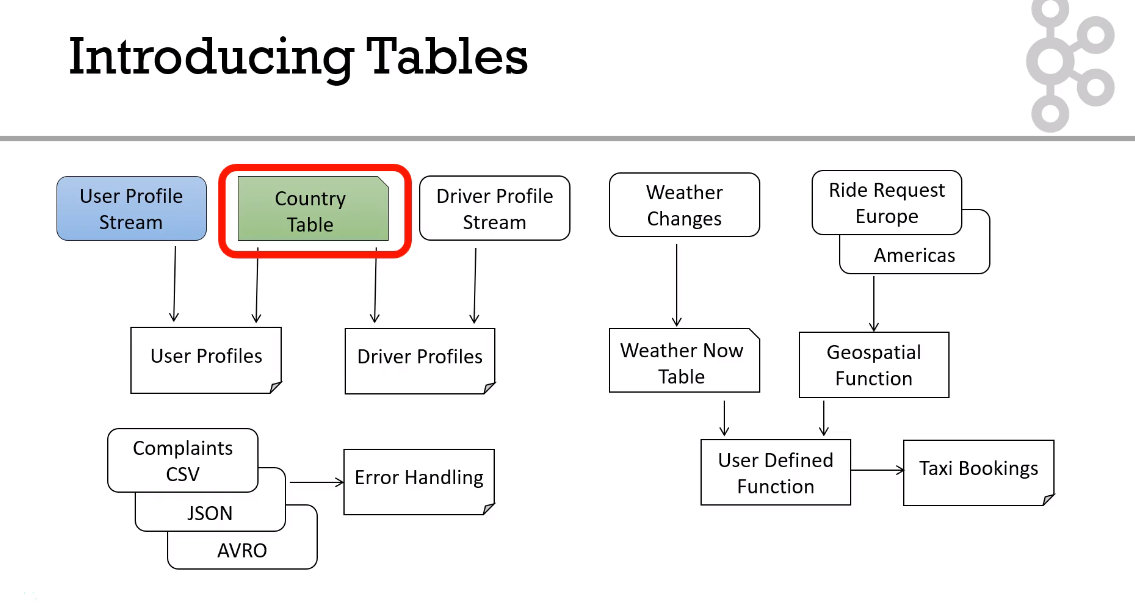 Introducing Tables
User Profile
Stream
Country
Table
Driver Profile
Stream
Weather
Changes
Ride Request
Europe
Americas
User Profiles
Driver Profiles
Weather Now
Table
Geospatial
Function
Complaints
CSV
JSON
AVRO
Error Handling
User Defined
Function
Taxi Bookings